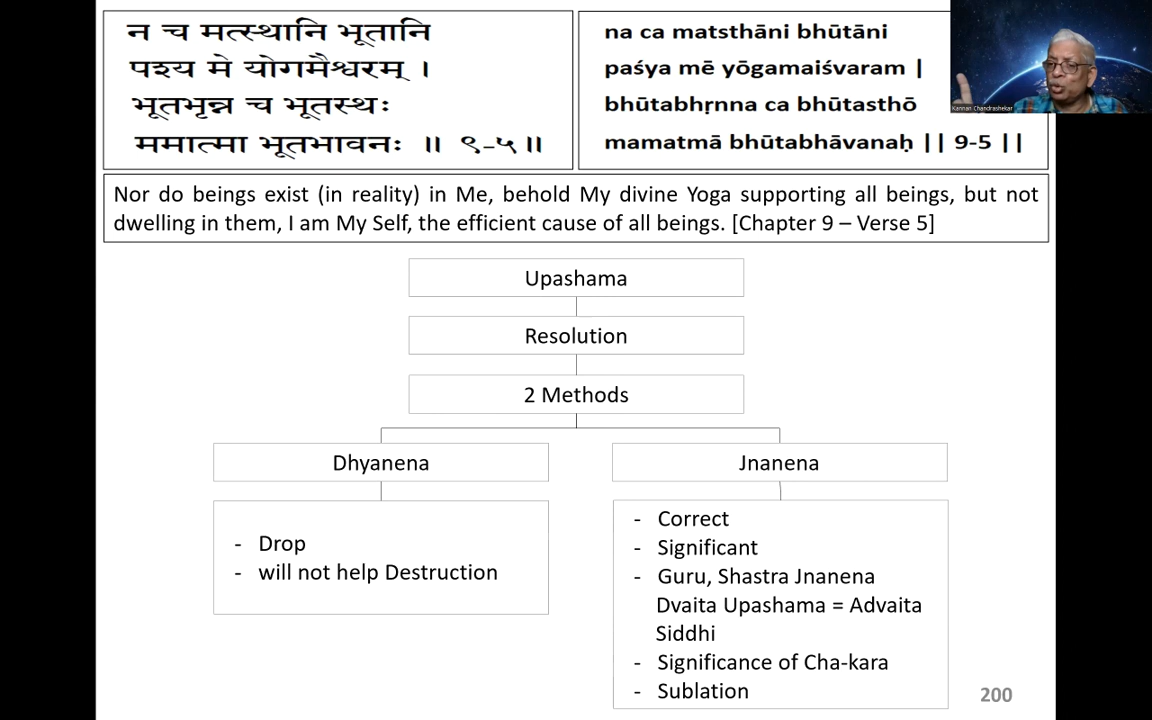 न च मत्स्थानि भूतानि
पश्य मे योगमैश्वरम् ।
भूतभृन्न च भूतस्थः
ममात्मा भूतभावनः ॥ ९-५॥
na ca matsthāni bhūtāni
paśya mē yōgamaiśvaram |
bhūtabhṛnna ca bhūtasthō
mamatmā bhūtabhāvanaḥ || 9-5 ||
Kannan Chandrashekar
Nor do beings exist (in reality) in Me, behold My divine Yoga supporting all beings, but not
dwelling in them, I am My Self, the efficient cause of all beings. [Chapter 9 – Verse 5]
Upashama
Resolution
2 Methods
Dhyanena
- Drop
- will not help Destruction
Jnanena
- Correct
- Significant
- Guru, Shastra Jnanena
Dvaita Upashama = Advaita
Siddhi
- Significance of Cha-kara
- Sublation
200